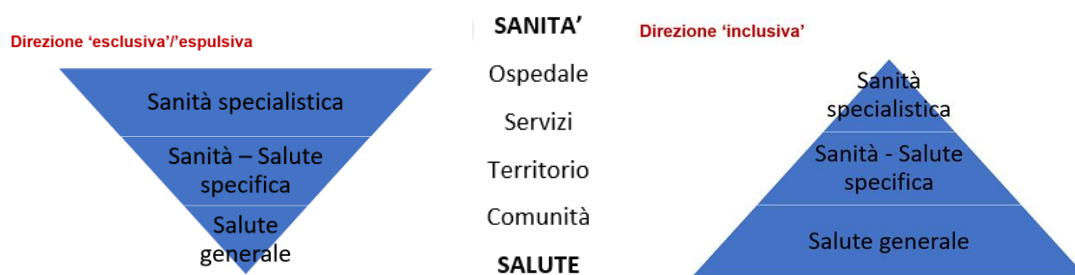 Direzione ‘esclusiva’/’espulsiva
Sanità specialistica
Sanità – Salute
specifica
Salute
generale
SANITA’
Ospedale
Servizi
Territorio
Comunità
SALUTE
Direzione ‘inclusiva’
Sanità
specialistica
Sanità - Salute
specifica
Salute generale